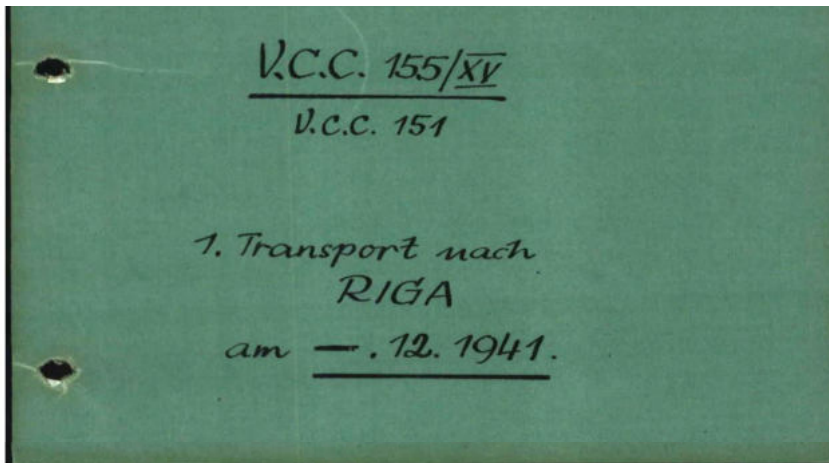 V.C.C. 155/XV
V.C.C. 151
1. Transport nach
RIGA
am — . 12. 1941.